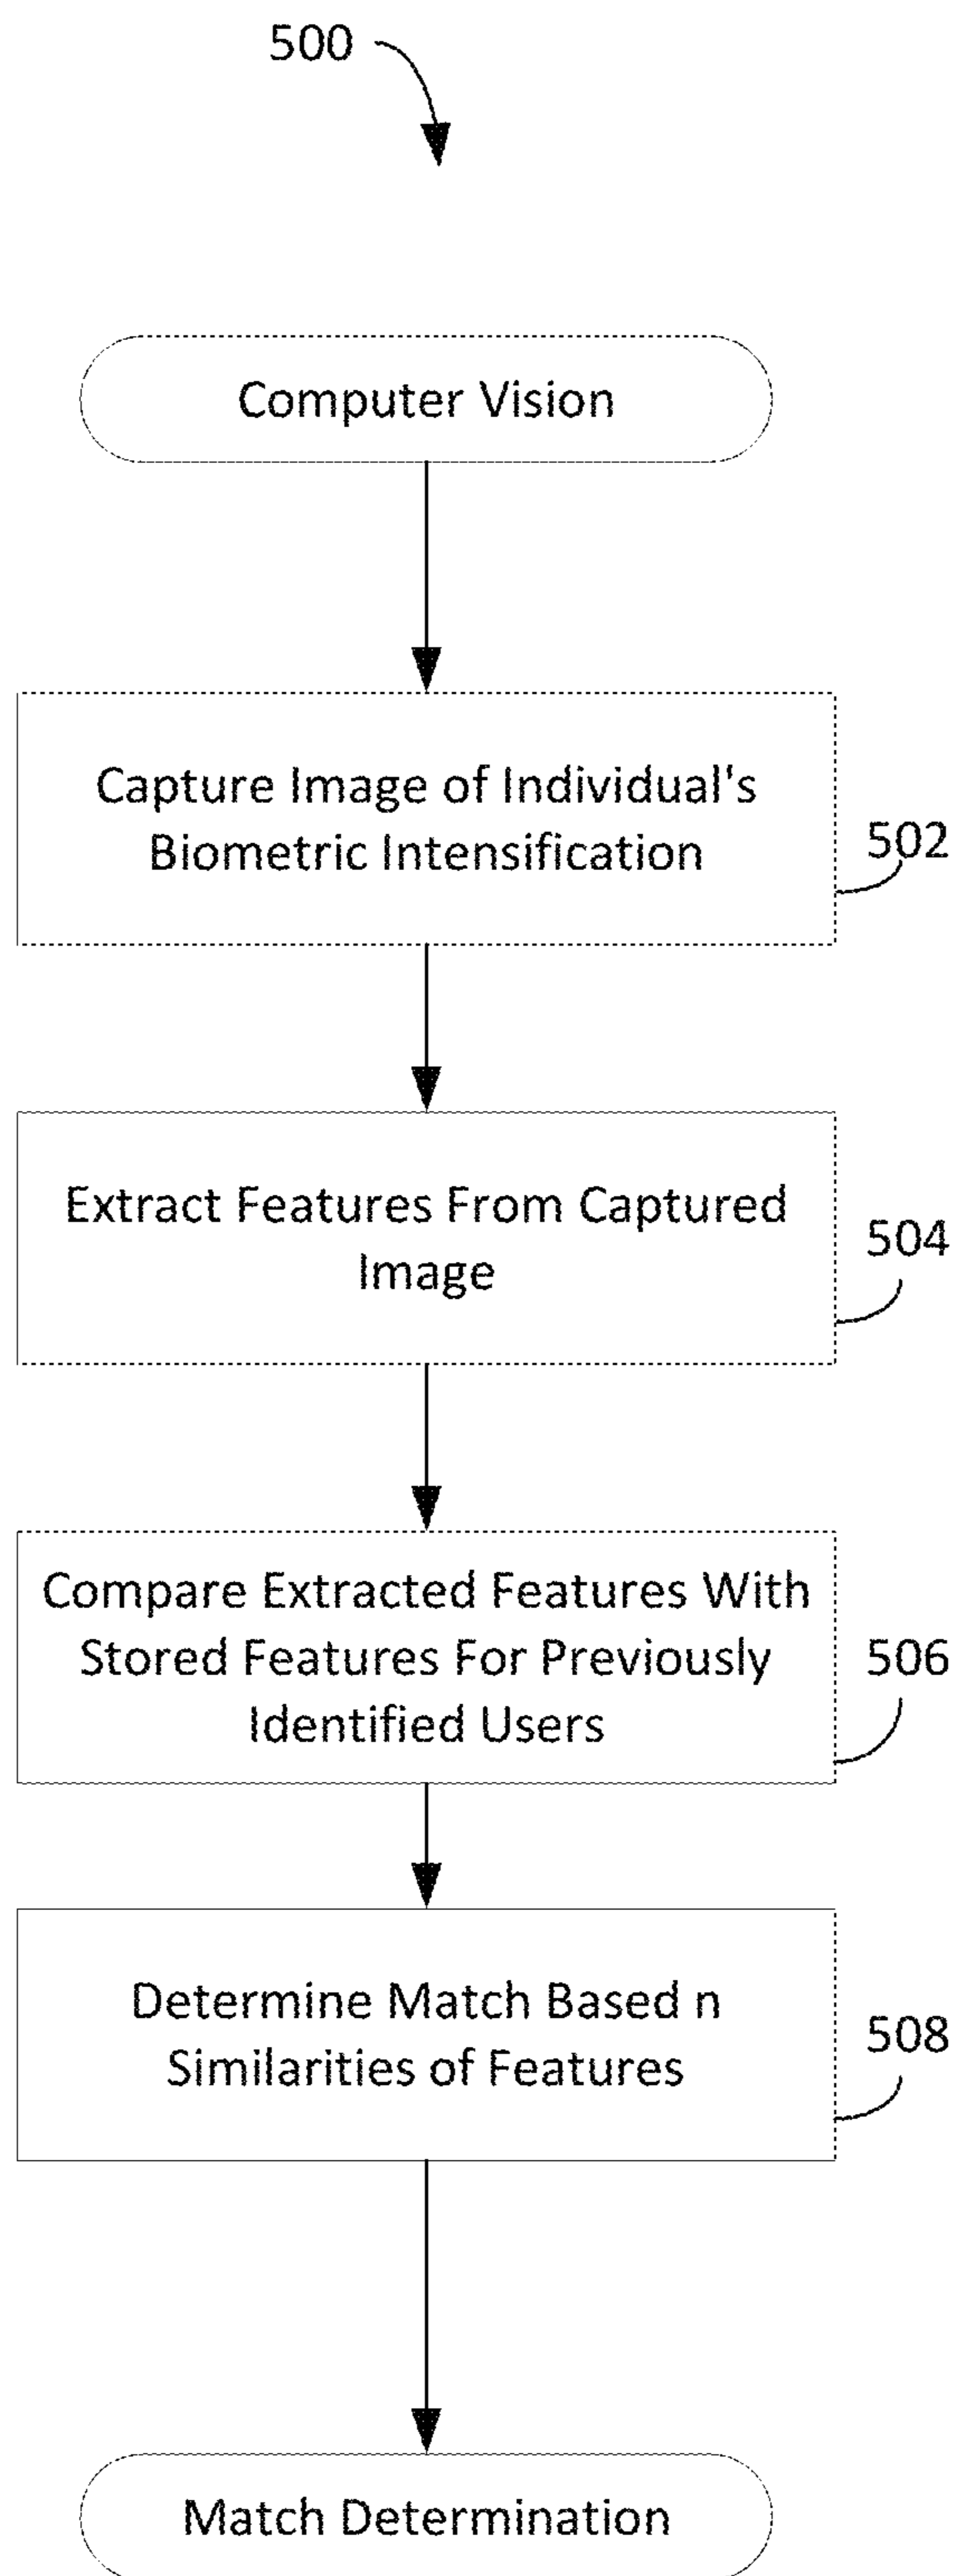 500
Computer Vision
Capture Image of Individual's
Biometric Intensification
502
Extract Features From Captured
Image
504
Compare Extracted Features With
Stored Features For Previously
Identified Users
506
Determine Match Based n
Similarities of Features
508
Match Determination